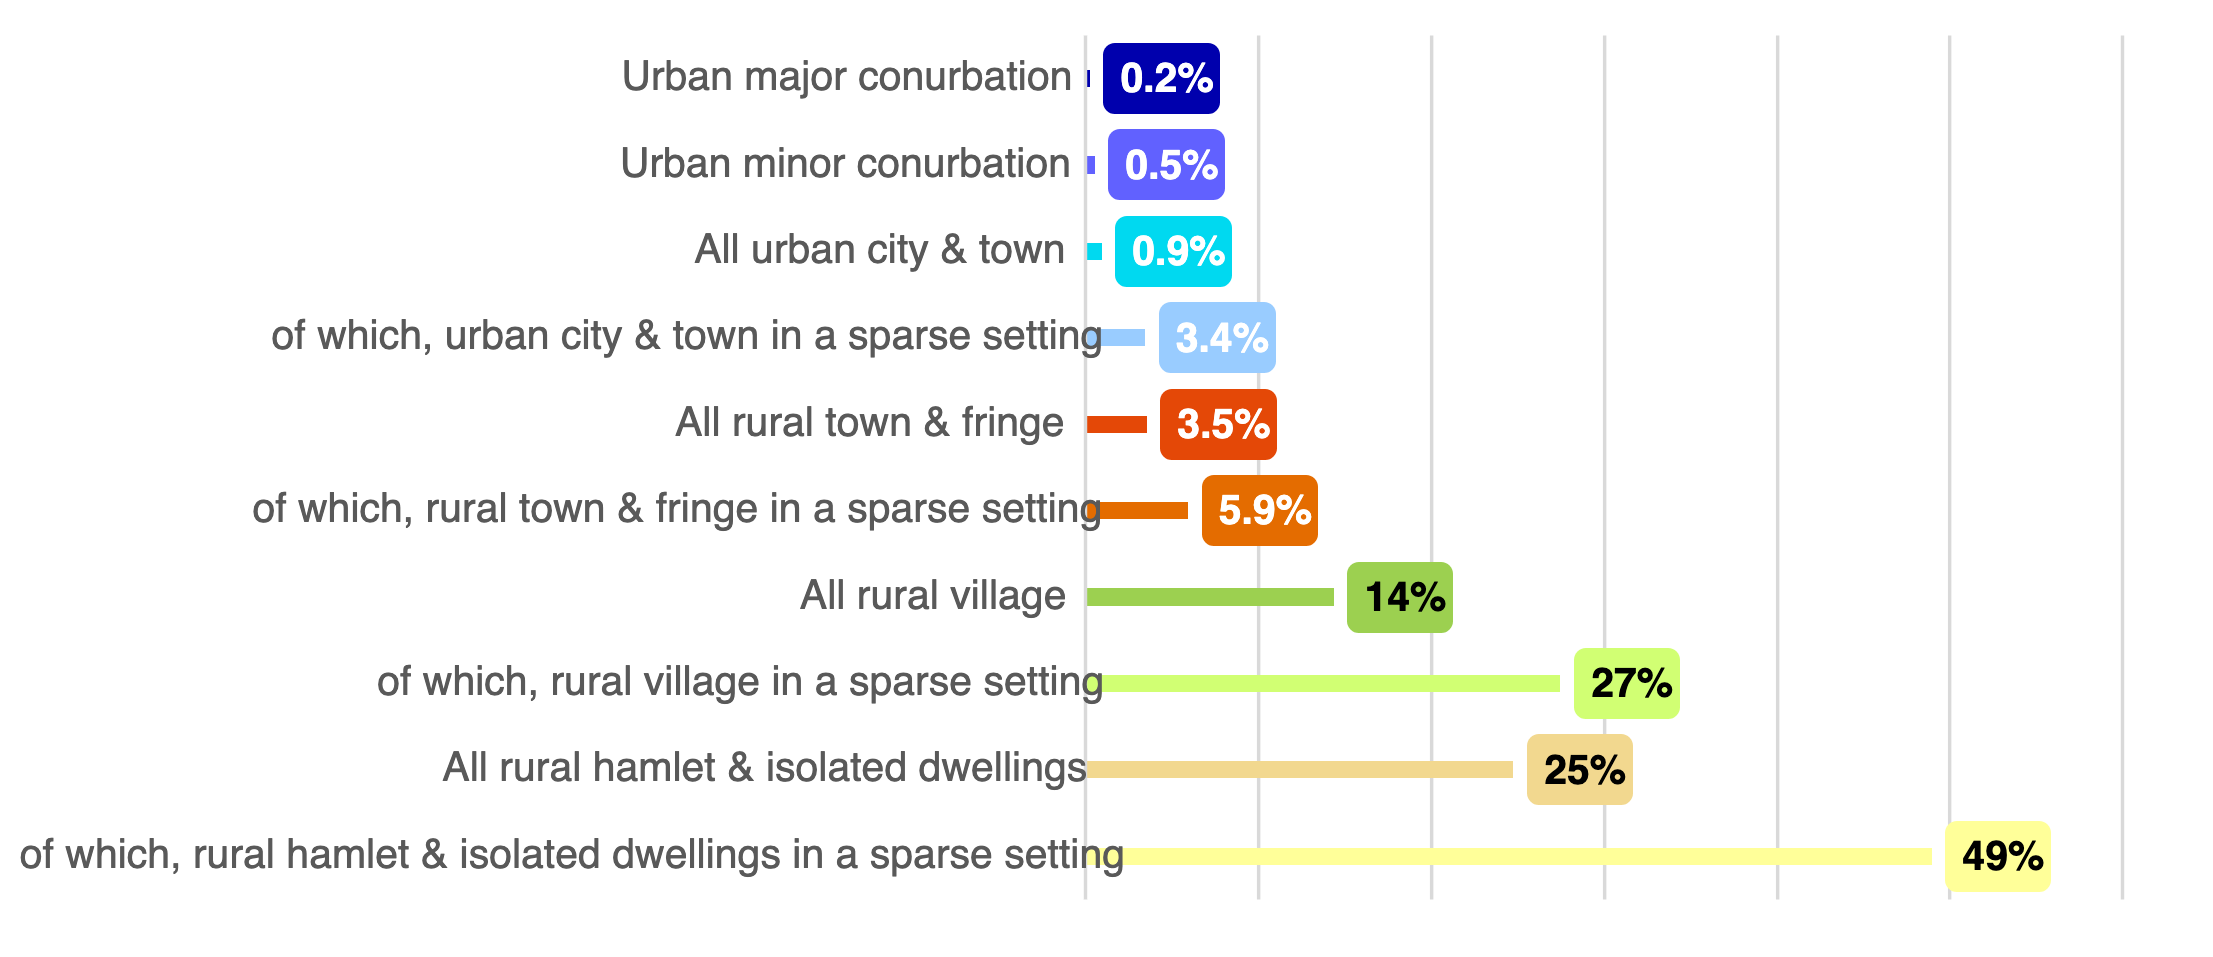 Urban major conurbation 0.2%
Urban minor conurbation 0.5%
All urban city & town 0.9%
of which, urban city & town in a sparse setting 3.4%
All rural town & fringe 3.5%
of which, rural town & fringe in a sparse setting 5.9%
All rural village 14%
of which, rural village in a sparse setting 27%
All rural hamlet & isolated dwellings 25%
of which, rural hamlet & isolated dwellings in a sparse setting 49%